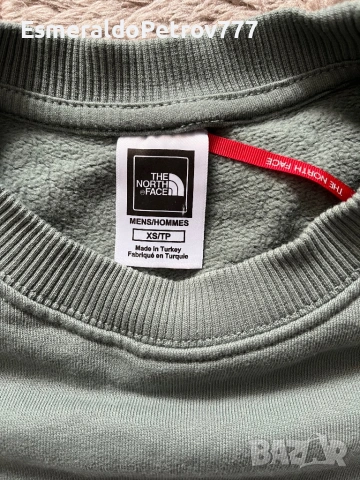 EsmeraldoPetrov777
THE
NORTH
FACE
MENS/HOMMES
XS/TP
Made in Turkey
Fabriqué en Turquie
THE NORTH FACE
BAZAR